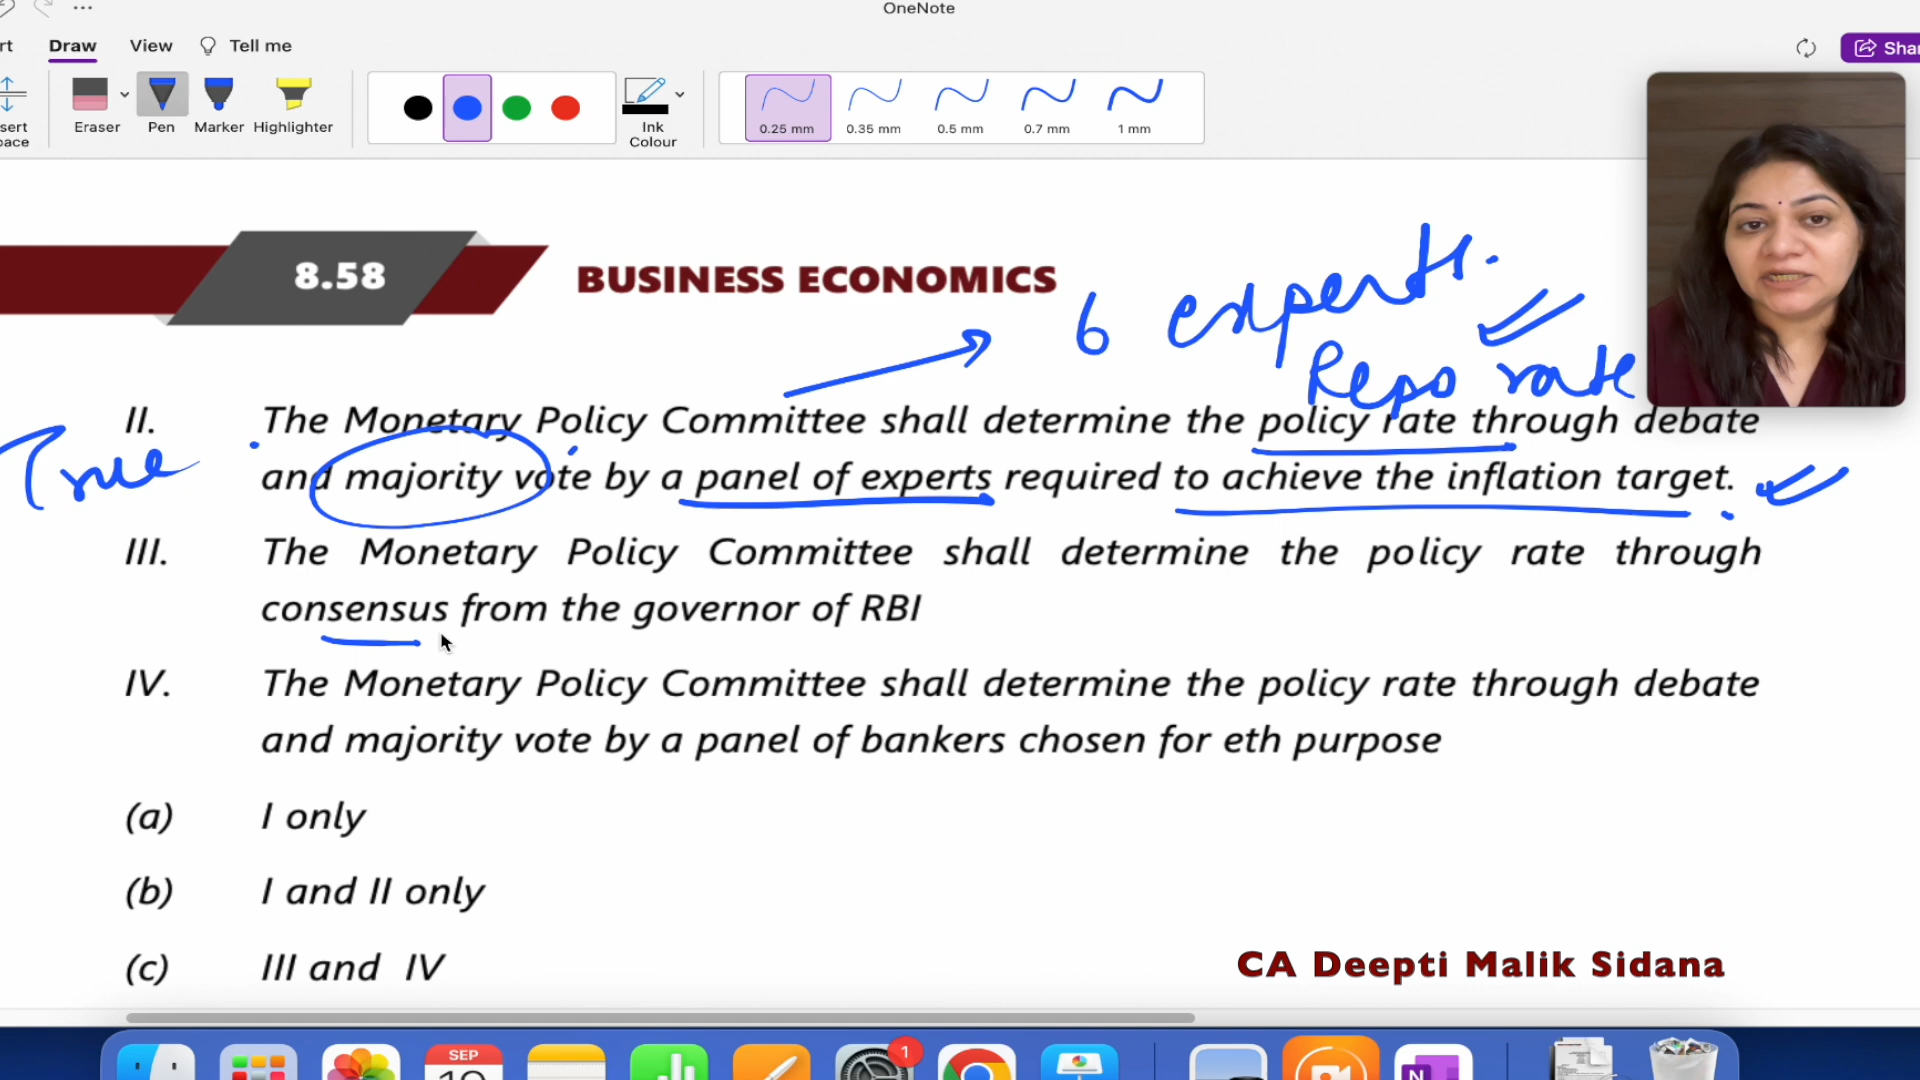 OneNote
Draw View Tell me
Shar
Eraser Pen Marker Highlighter
Ink
Colour
0.25 mm 0.35 mm 0.5 mm 0.7 mm 1 mm
8.58 BUSINESS ECONOMICS
6 experts.
Repo rate
II. The Monetary Policy Committee shall determine the policy rate through debate
True
and majority vote by a panel of experts required to achieve the inflation target.
III. The Monetary Policy Committee shall determine the policy rate through
consensus from the governor of RBI
IV. The Monetary Policy Committee shall determine the policy rate through debate
and majority vote by a panel of bankers chosen for eth purpose
(a) I only
(b) I and II only
(c) III and IV
CA Deepti Malik Sidana
SEP
1
N